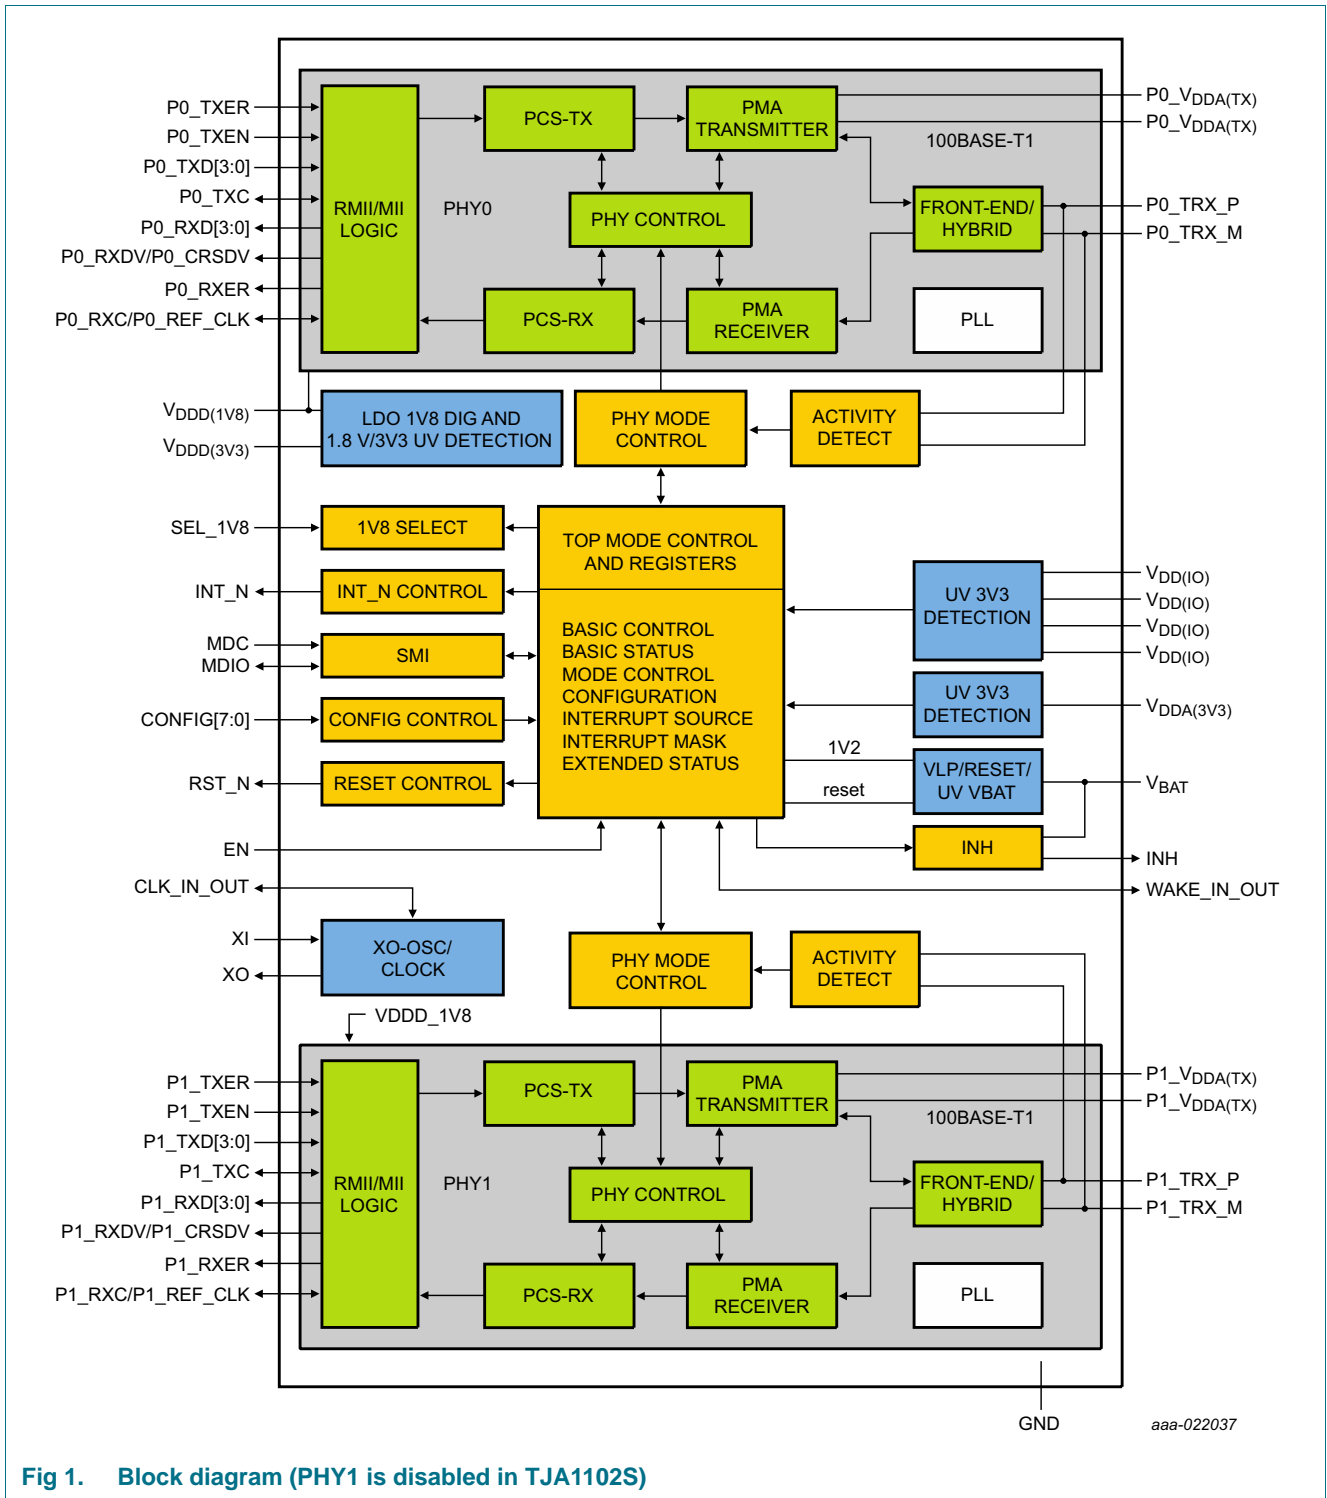 P0_TXER
P0_TXEN
P0_TXD[3:0]
P0_TXC
P0_RXD[3:0]
P0_RXDV/P0_CRSDV
P0_RXER
P0_RXC/P0_REF_CLK
RMII/MII
LOGIC
PHY0
PCS-TX
PMA
TRANSMITTER
100BASE-T1
PHY CONTROL
FRONT-END/
HYBRID
PCS-RX
PMA
RECEIVER
PLL
P0_VDDA(TX)
P0_VDDA(TX)
P0_TRX_P
P0_TRX_M
VDDD(1V8)
VDDD(3V3)
LDO 1V8 DIG AND
1.8 V/3V3 UV DETECTION
PHY MODE
CONTROL
ACTIVITY
DETECT
SEL_1V8
INT_N
MDC
MDIO
CONFIG[7:0]
RST_N
EN
CLK_IN_OUT
XI
XO
1V8 SELECT
INT_N CONTROL
SMI
CONFIG CONTROL
RESET CONTROL
TOP MODE CONTROL
AND REGISTERS
BASIC CONTROL
BASIC STATUS
MODE CONTROL
CONFIGURATION
INTERRUPT SOURCE
INTERRUPT MASK
EXTENDED STATUS
UV 3V3
DETECTION
VDD(IO)
VDD(IO)
VDD(IO)
VDD(IO)
UV 3V3
DETECTION
VDDA(3V3)
1V2
reset
VLP/RESET/
UV VBAT
VBAT
INH
INH
WAKE_IN_OUT
XO-OSC/
CLOCK
PHY MODE
CONTROL
ACTIVITY
DETECT
VDDD_1V8
P1_TXER
P1_TXEN
P1_TXD[3:0]
P1_TXC
P1_RXD[3:0]
P1_RXDV/P1_CRSDV
P1_RXER
P1_RXC/P1_REF_CLK
RMII/MII
LOGIC
PHY1
PCS-TX
PMA
TRANSMITTER
100BASE-T1
PHY CONTROL
FRONT-END/
HYBRID
PCS-RX
PMA
RECEIVER
PLL
P1_VDDA(TX)
P1_VDDA(TX)
P1_TRX_P
P1_TRX_M
GND
aaa-022037
Fig 1. Block diagram (PHY1 is disabled in TJA1102S)